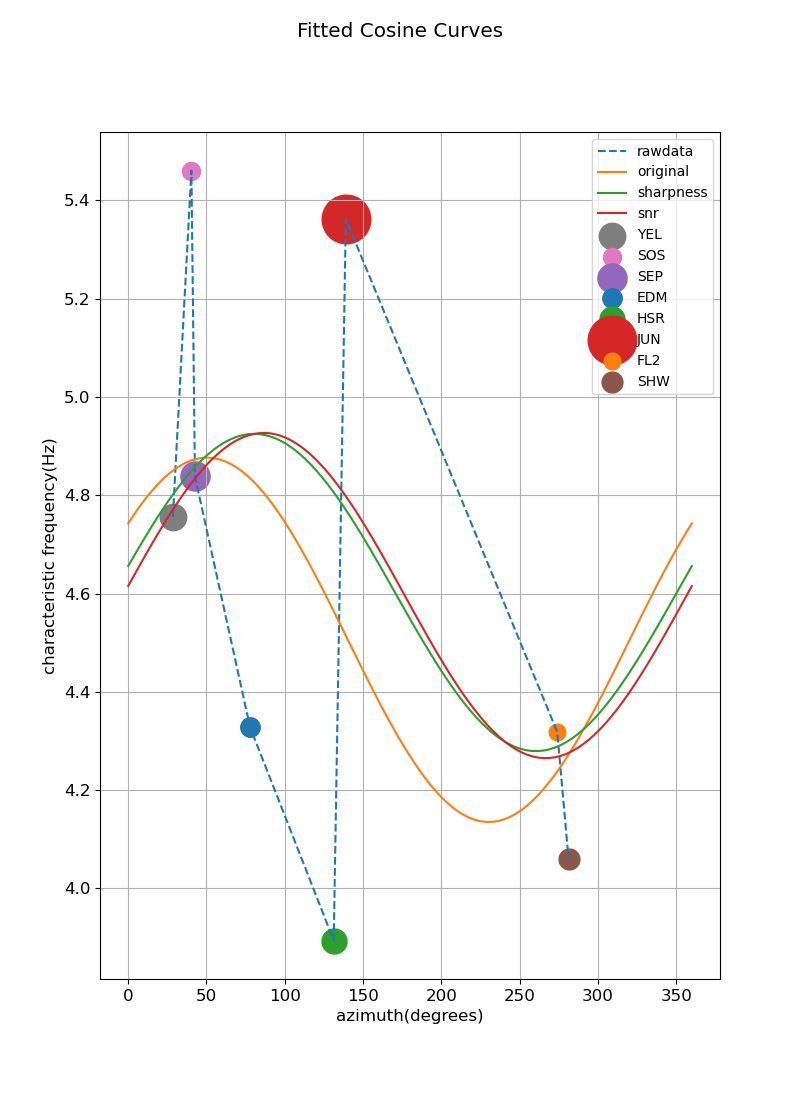 Fitted Cosine Curves
rawdata
original
sharpness
snr
YEL
SOS
SEP
EDM
HSR
JUN
FL2
SHW
5.4
5.2
5.0
4.8
4.6
4.4
4.2
4.0
characteristic frequency(Hz)
0 50 100 150 200 250 300 350
azimuth(degrees)